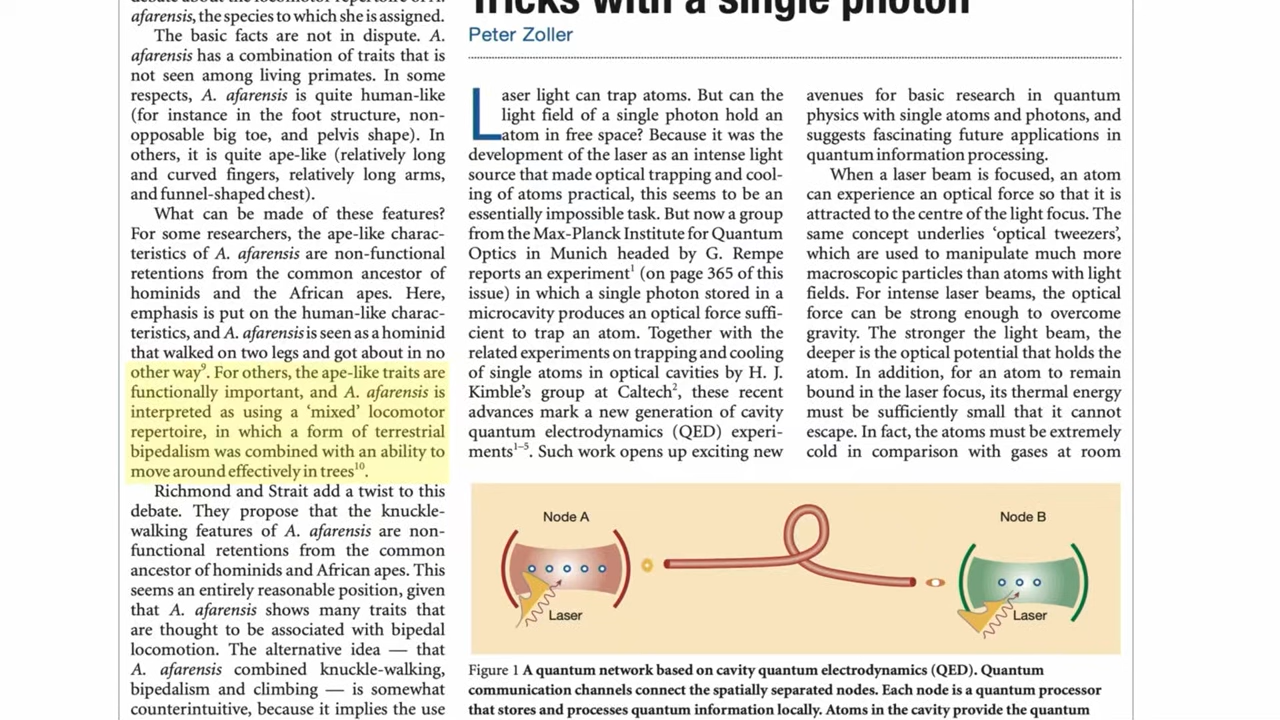 afarensis, the species to which she is assigned.
The basic facts are not in dispute. A.
afarensis has a combination of traits that is
not seen among living primates. In some
respects, A. afarensis is quite human-like
(for instance in the foot structure, non-
opposable big toe, and pelvis shape). In
others, it is quite ape-like (relatively long
and curved fingers, relatively long arms,
and funnel-shaped chest).
What can be made of these features?
For some researchers, the ape-like charac-
teristics of A. afarensis are non-functional
retentions from the common ancestor of
hominids and the African apes. Here,
emphasis is put on the human-like charac-
teristics, and A. afarensis is seen as a hominid
that walked on two legs and got about in no
other way⁹. For others, the ape-like traits are
functionally important, and A. afarensis is
interpreted as using a ‘mixed’ locomotor
repertoire, in which a form of terrestrial
bipedalism was combined with an ability to
move around effectively in trees¹⁰.
Richmond and Strait add a twist to this
debate. They propose that the knuckle-
walking features of A. afarensis are non-
functional retentions from the common
ancestor of hominids and African apes. This
seems an entirely reasonable position, given
that A. afarensis shows many traits that
are thought to be associated with bipedal
locomotion. The alternative idea — that
A. afarensis combined knuckle-walking,
bipedalism and climbing — is somewhat
counterintuitive, because it implies the use
Tricks with a single photon
Peter Zoller
Laser light can trap atoms. But can the
light field of a single photon hold an
atom in free space? Because it was the
development of the laser as an intense light
source that made optical trapping and cool-
ing of atoms practical, this seems to be an
essentially impossible task. But now a group
from the Max-Planck Institute for Quantum
Optics in Munich headed by G. Rempe
reports an experiment¹ (on page 365 of this
issue) in which a single photon stored in a
microcavity produces an optical force suffi-
cient to trap an atom. Together with the
related experiments on trapping and cooling
of single atoms in optical cavities by H. J.
Kimble’s group at Caltech², these recent
advances mark a new generation of cavity
quantum electrodynamics (QED) experi-
ments¹⁻⁵. Such work opens up exciting new
avenues for basic research in quantum
physics with single atoms and photons, and
suggests fascinating future applications in
quantum information processing.
When a laser beam is focused, an atom
can experience an optical force so that it is
attracted to the centre of the light focus. The
same concept underlies ‘optical tweezers’,
which are used to manipulate much more
macroscopic particles than atoms with light
fields. For intense laser beams, the optical
force can be strong enough to overcome
gravity. The stronger the light beam, the
deeper is the optical potential that holds the
atom. In addition, for an atom to remain
bound in the laser focus, its thermal energy
must be sufficiently small that it cannot
escape. In fact, the atoms must be extremely
cold in comparison with gases at room
Node A
Node B
Laser
Laser
Figure 1 A quantum network based on cavity quantum electrodynamics (QED). Quantum
communication channels connect the spatially separated nodes. Each node is a quantum processor
that stores and processes quantum information locally. Atoms in the cavity provide the quantum